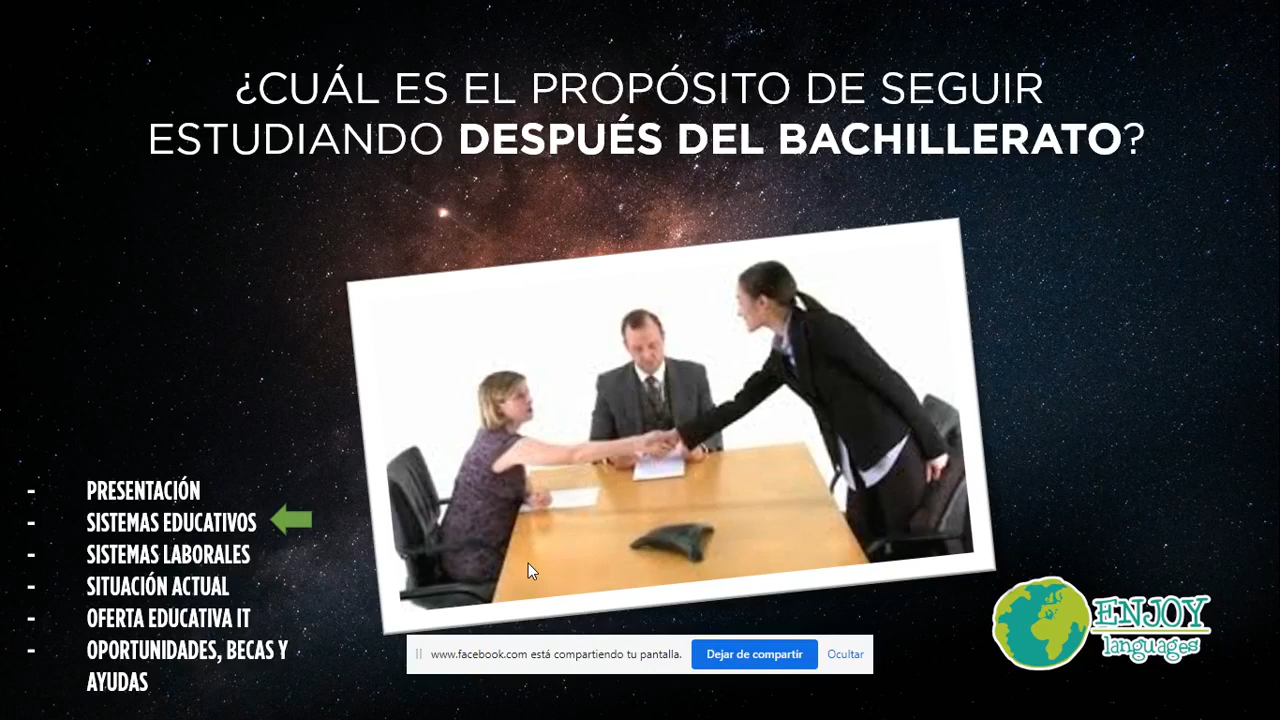 ¿CUÁL ES EL PROPÓSITO DE SEGUIR
ESTUDIANDO DESPUÉS DEL BACHILLERATO?
- PRESENTACIÓN
- SISTEMAS EDUCATIVOS
- SISTEMAS LABORALES
- SITUACIÓN ACTUAL
- OFERTA EDUCATIVA IT
- OPORTUNIDADES, BECAS Y
AYUDAS
www.facebook.com está compartiendo tu pantalla.
Dejar de compartir
Ocultar
ENJOY
languages